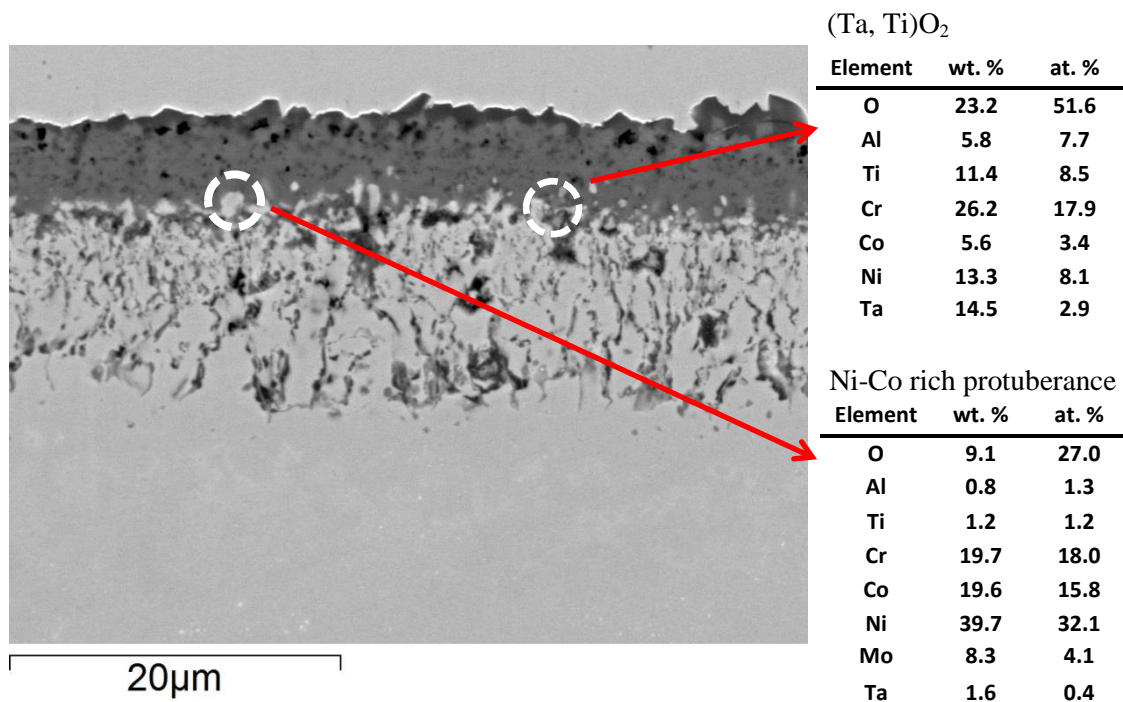 (Ta, Ti)O₂
Element wt. % at. %
O 23.2 51.6
Al 5.8 7.7
Ti 11.4 8.5
Cr 26.2 17.9
Co 5.6 3.4
Ni 13.3 8.1
Ta 14.5 2.9
Ni-Co rich protuberance
Element wt. % at. %
O 9.1 27.0
Al 0.8 1.3
Ti 1.2 1.2
Cr 19.7 18.0
Co 19.6 15.8
Ni 39.7 32.1
Mo 8.3 4.1
Ta 1.6 0.4
20µm